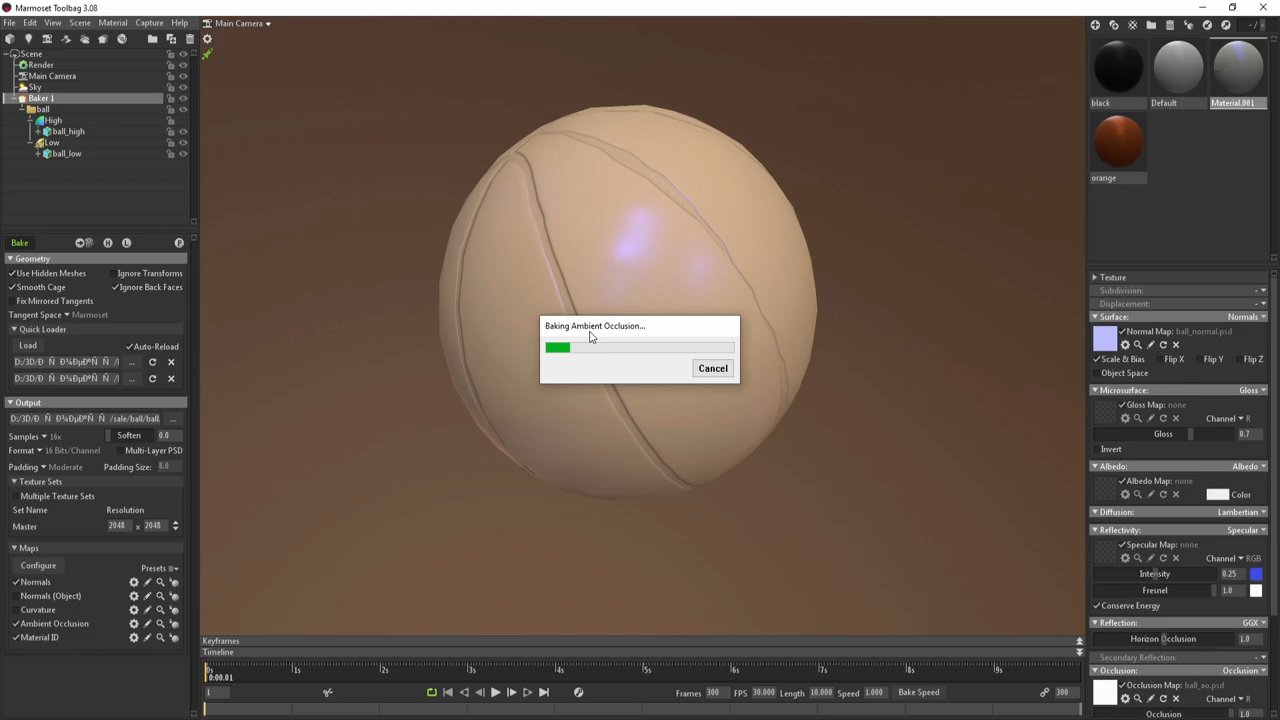 Marmoset Toolbag 3.08
File Edit View Scene Material Capture Help
Main Camera
Scene
Render
Main Camera
Sky
Baker 1
ball
High
ball_high
Low
ball_low
Bake
H
L
P
Geometry
Use Hidden Meshes Ignore Transforms
Smooth Cage Ignore Back Faces
Fix Mirrored Tangents
Tangent Space Marmoset
Quick Loader
Load Auto-Reload
...
...
Output
...
Samples 16x Soften 0.0
Format 16 Bits/Channel Multi-Layer PSD
Padding Moderate Padding Size: 8.0
Texture Sets
Multiple Texture Sets
Set Name Resolution
Master 2048 x 2048
Maps
Configure Presets
Normals
Normals (Object)
Curvature
Ambient Occlusion
Material ID
Baking Ambient Occlusion...
Cancel
Keyframes
Timeline
0s 1s 2s 3s 4s 5s 6s 7s 8s 9s
0:00.01
1
Frames 300 FPS 30.000 Length 10.000 Speed 1.000 Bake Speed 300
- /
black Default Material.001
orange
Texture
Subdivision: -
Displacement: -
Surface: Normals
Normal Map: ball_normal.psd
Scale & Bias Flip X Flip Y Flip Z
Object Space
Microsurface: Gloss
Gloss Map: none
Channel R
Gloss 0.7
Invert
Albedo: Albedo
Albedo Map: none
Color
Diffusion: Lambertian
Reflectivity: Specular
Specular Map: none
Channel RGB
Intensity 0.25
Fresnel 1.0
Conserve Energy
Reflection: GGX
Horizon Occlusion 1.0
Secondary Reflection: -
Occlusion: Occlusion
Occlusion Map: ball_ao.psd
Channel R
Occlusion 1.0